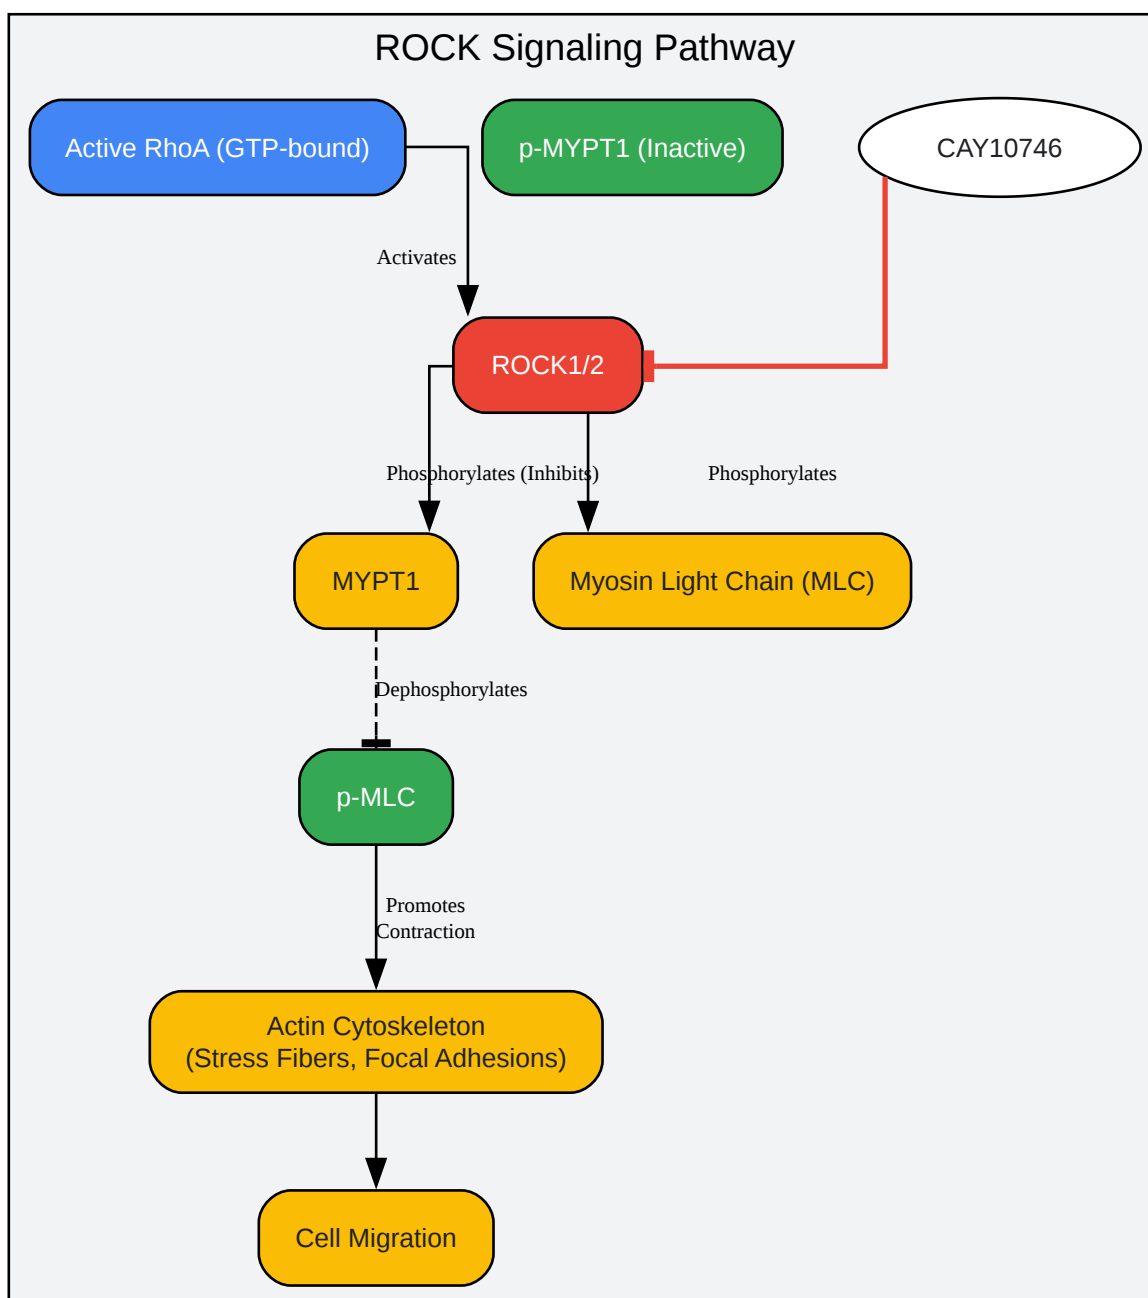 ROCK Signaling Pathway
Active RhoA (GTP-bound)
p-MYPT1 (Inactive)
CAY10746
Activates
ROCK1/2
Phosphorylates (Inhibits)
Phosphorylates
MYPT1
Myosin Light Chain (MLC)
Dephosphorylates
p-MLC
Promotes
Contraction
Actin Cytoskeleton
(Stress Fibers, Focal Adhesions)
Cell Migration